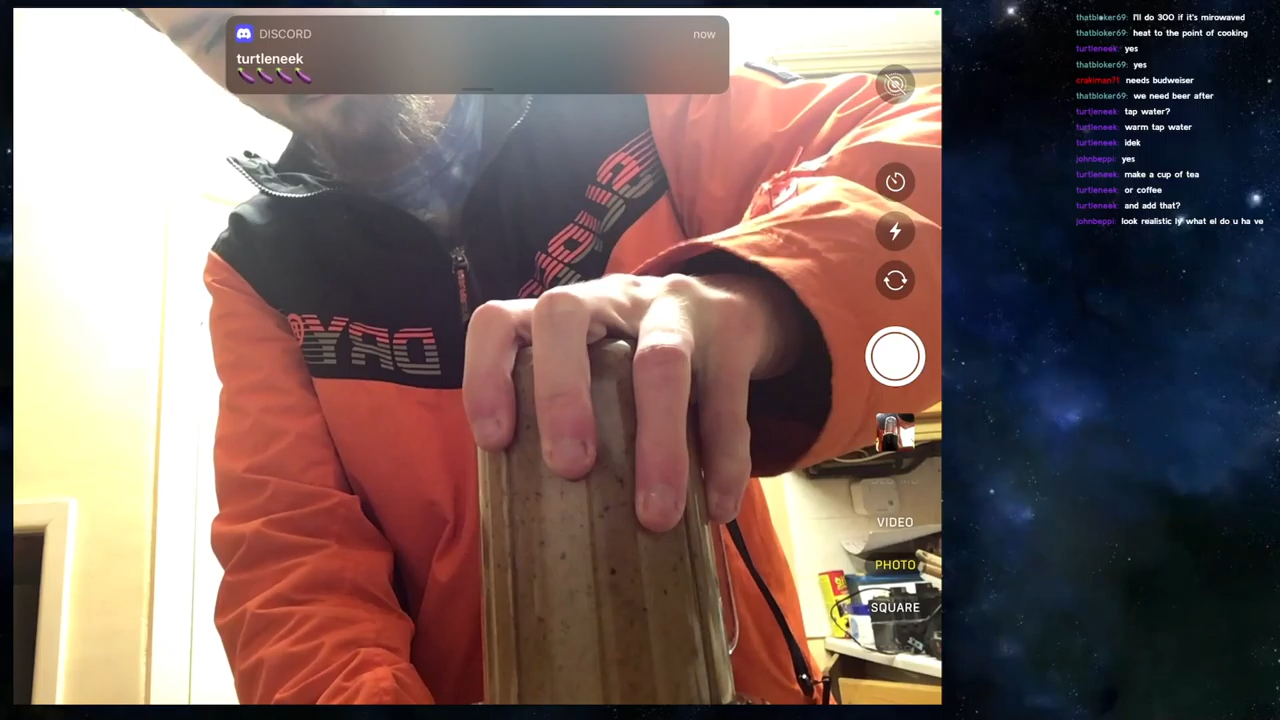 DISCORD
now
turtleneek
🍆🍆🍆🍆
VIDEO
PHOTO
SQUARE
thatbloker69: I'll do 300 if it's mirowaved
thatbloker69: heat to the point of cooking
turtleneek: yes
thatbloker69: yes
crakman71 needs budweiser
thatbloker69: we need beer after
turtleneek: tap water?
turtleneek: warm tap water
turtleneek: idek
johnbeppi: yes
turtleneek: make a cup of tea
turtleneek: or coffee
turtleneek: and add that?
johnbeppi: look realistic ly what el do u ha ve